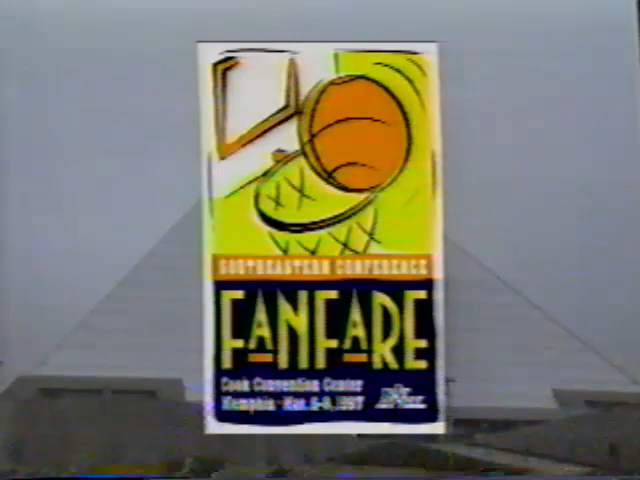 SOUTHEASTERN CONFERENCE
FANFARE
Cook Convention Center
Memphis · Mar. 6-9, 1997